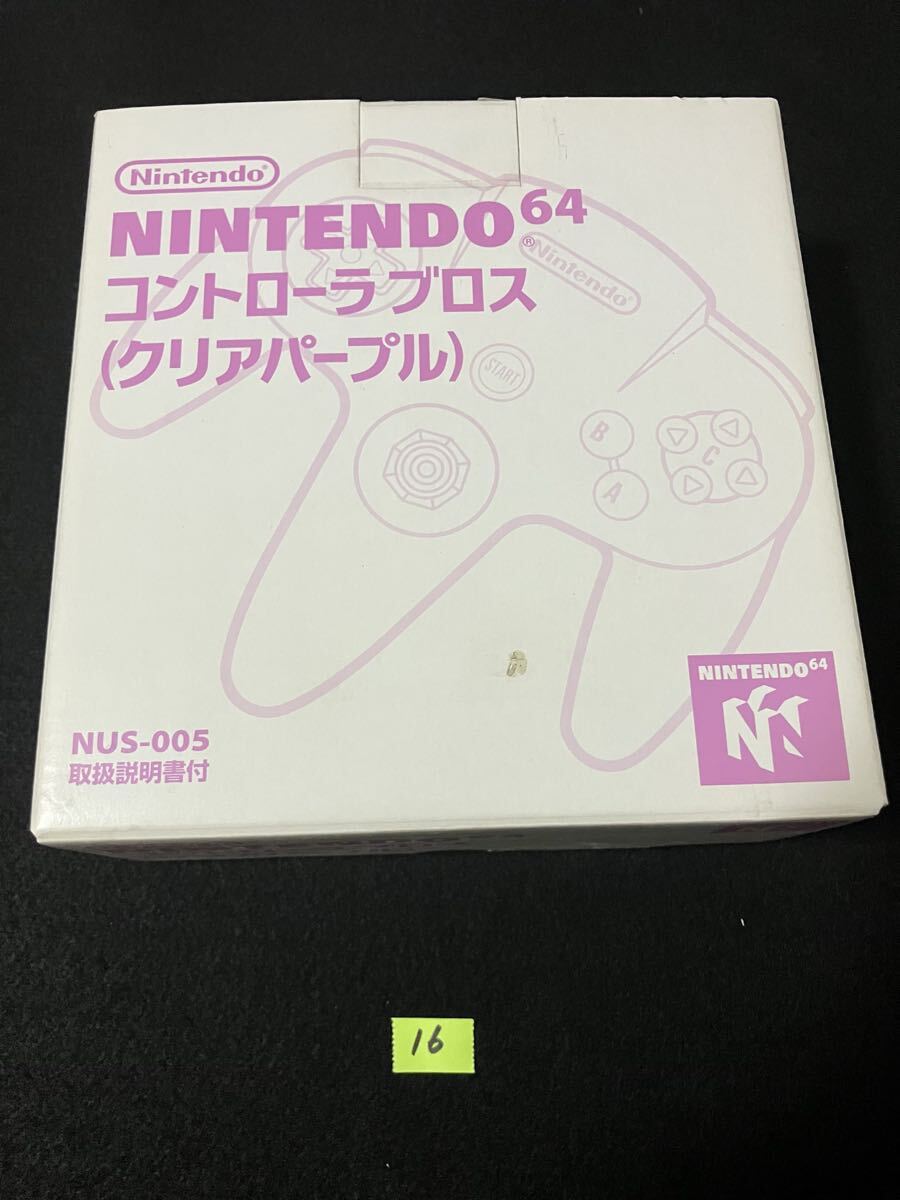 Nintendo®
NINTENDO64®
コントローラ ブロス
(クリアパープル)
Nintendo®
START
B
A
C
NUS-005
取扱説明書付
NINTENDO64
16